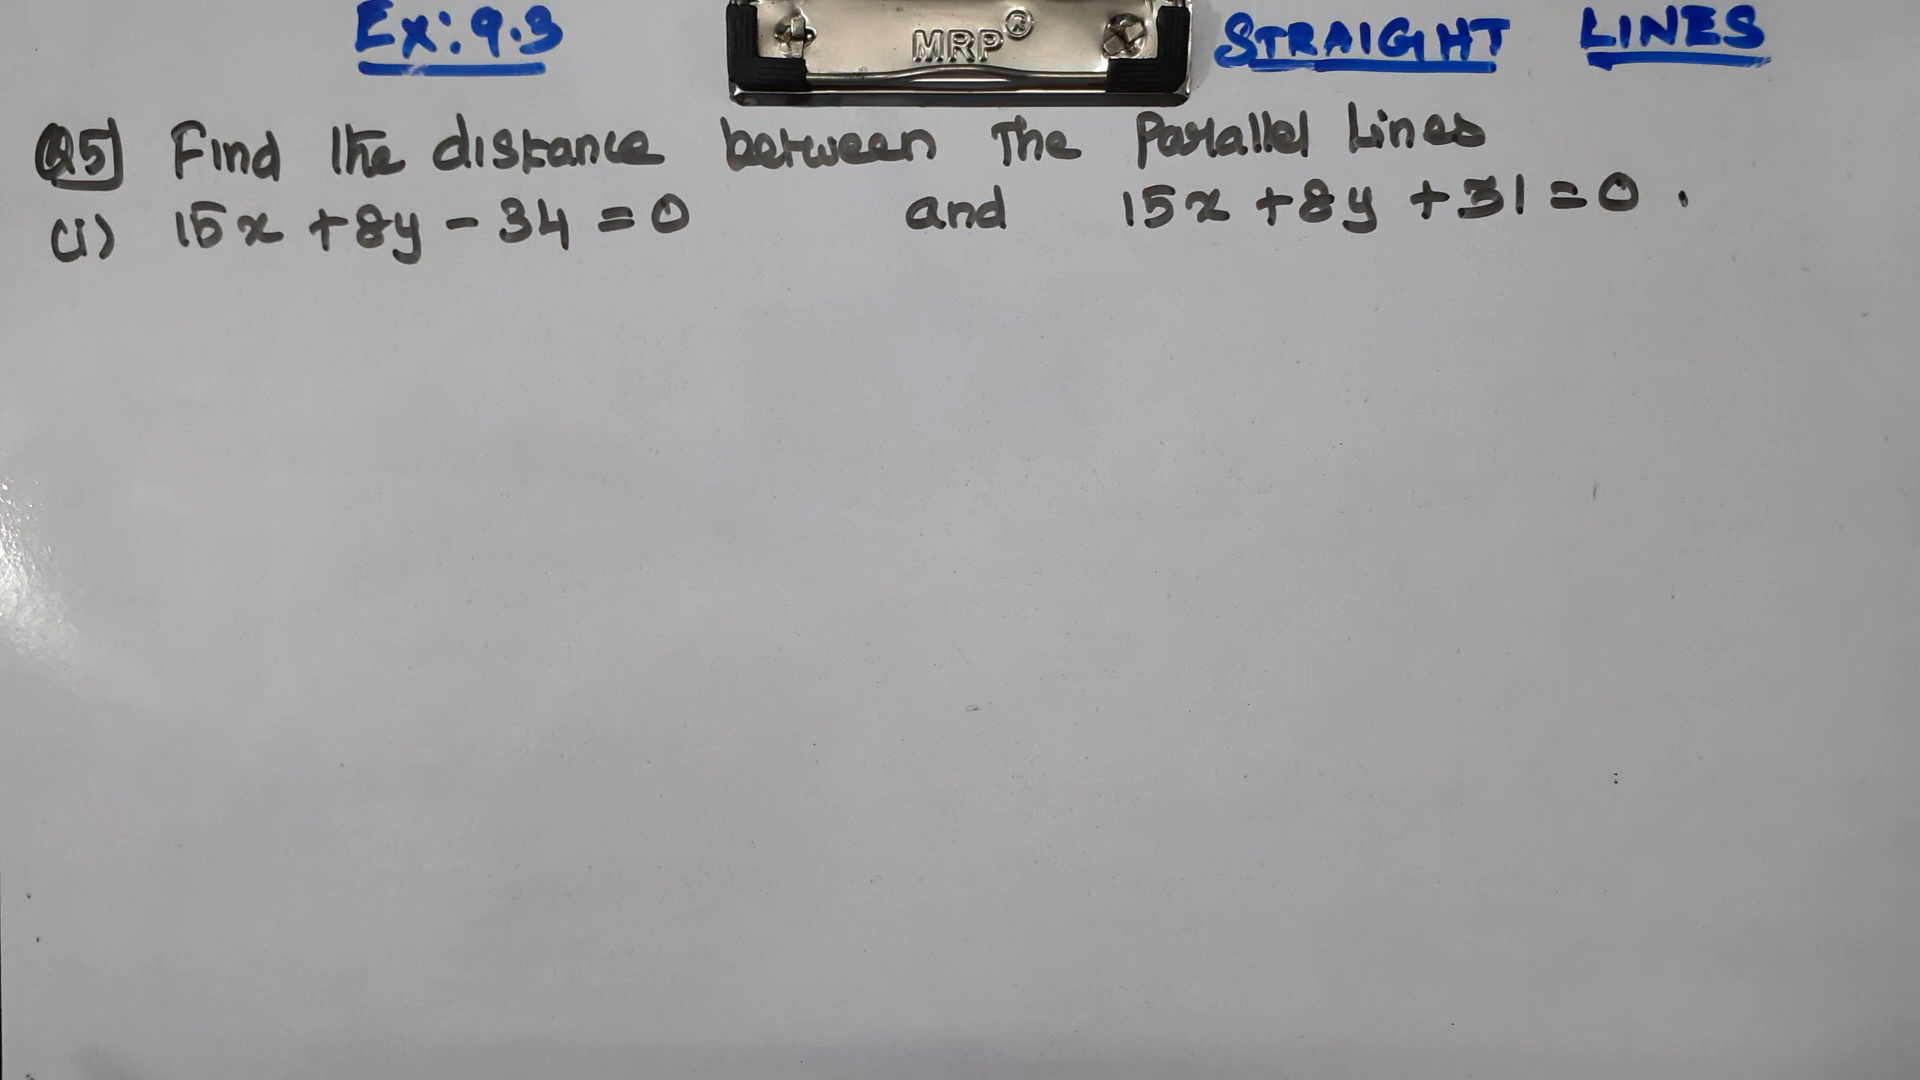 Ex:9.3
MRP®
STRAIGHT LINES
Q5] Find the distance between The Parallel Lines
(i) 15x + 8y - 34 = 0 and 15x + 8y + 31 = 0 .